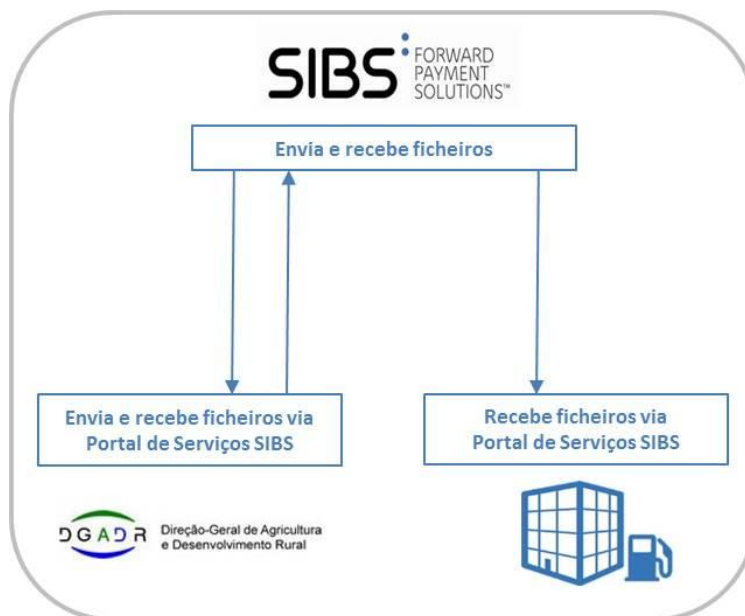 SIBS
FORWARD
PAYMENT
SOLUTIONS™
Envia e recebe ficheiros
Envia e recebe ficheiros via
Portal de Serviços SIBS
Recebe ficheiros via
Portal de Serviços SIBS
DGADR
Direção-Geral de Agricultura
e Desenvolvimento Rural